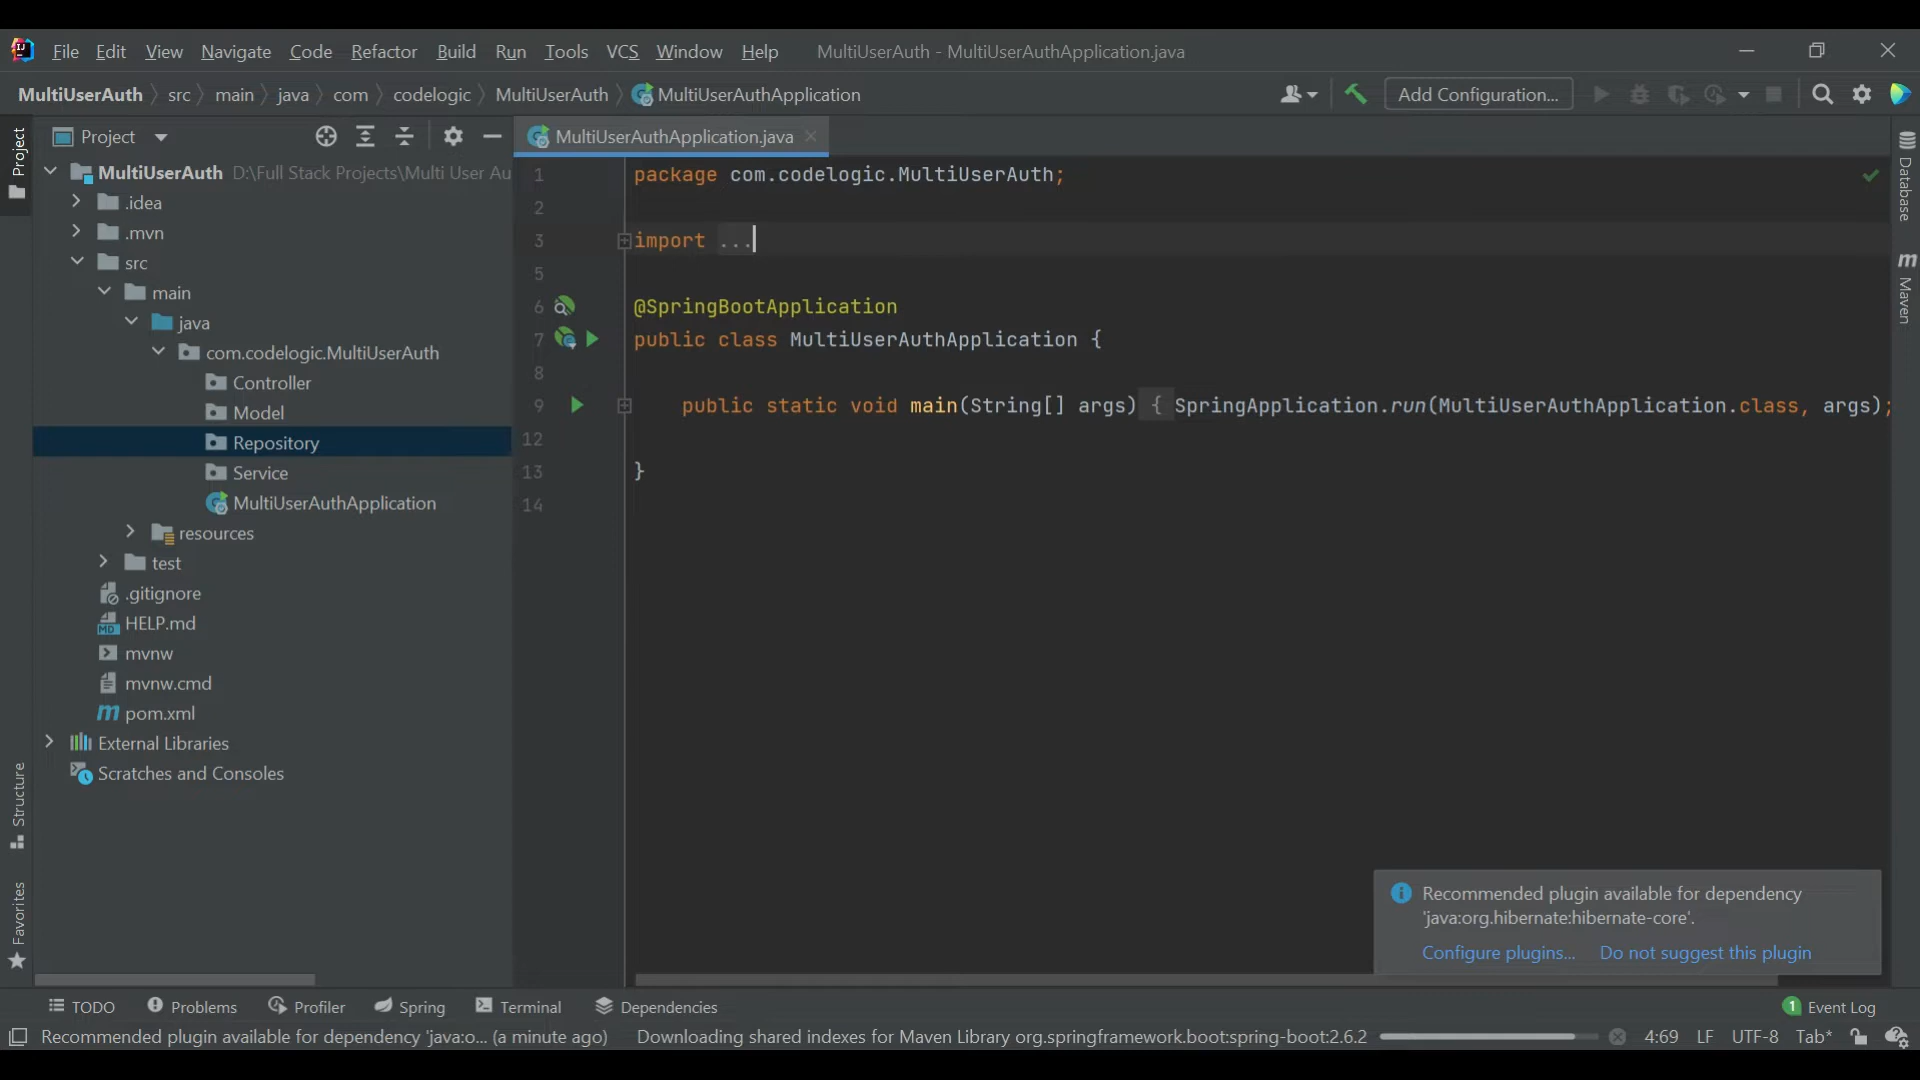 File Edit View Navigate Code Refactor Build Run Tools VCS Window Help MultiUserAuth - MultiUserAuthApplication.java
MultiUserAuth src main java com codelogic MultiUserAuth MultiUserAuthApplication Add Configuration...
Project
Project
MultiUserAuthApplication.java
MultiUserAuth D:\Full Stack Projects\Multi User Au
.idea
.mvn
src
main
java
com.codelogic.MultiUserAuth
Controller
Model
Repository
Service
MultiUserAuthApplication
resources
test
.gitignore
HELP.md
mvnw
mvnw.cmd
pom.xml
External Libraries
Scratches and Consoles
Structure
Favorites
1 package com.codelogic.MultiUserAuth;
2
3 import ...
5
6 @SpringBootApplication
7 public class MultiUserAuthApplication {
8
9 public static void main(String[] args) { SpringApplication.run(MultiUserAuthApplication.class, args);
12
13 }
14
Database
m Maven
Recommended plugin available for dependency
'java:org.hibernate:hibernate-core'.
Configure plugins... Do not suggest this plugin
TODO Problems Profiler Spring Terminal Dependencies 1 Event Log
Recommended plugin available for dependency 'java:o... (a minute ago) Downloading shared indexes for Maven Library org.springframework.boot:spring-boot:2.6.2 4:69 LF UTF-8 Tab*